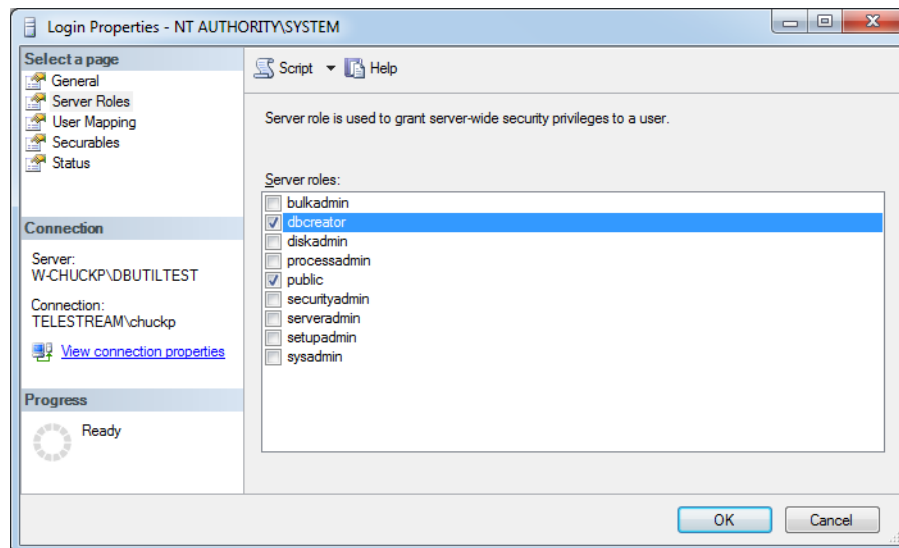 Login Properties - NT AUTHORITY\SYSTEM
Select a page
General
Server Roles
User Mapping
Securables
Status
Connection
Server:
W-CHUCKP\DBUTILTEST
Connection:
TELESTREAM\chuckp
View connection properties
Progress
Ready
Script
Help
Server role is used to grant server-wide security privileges to a user.
Server roles:
bulkadmin
dbcreator
diskadmin
processadmin
public
securityadmin
serveradmin
setupadmin
sysadmin
OK
Cancel